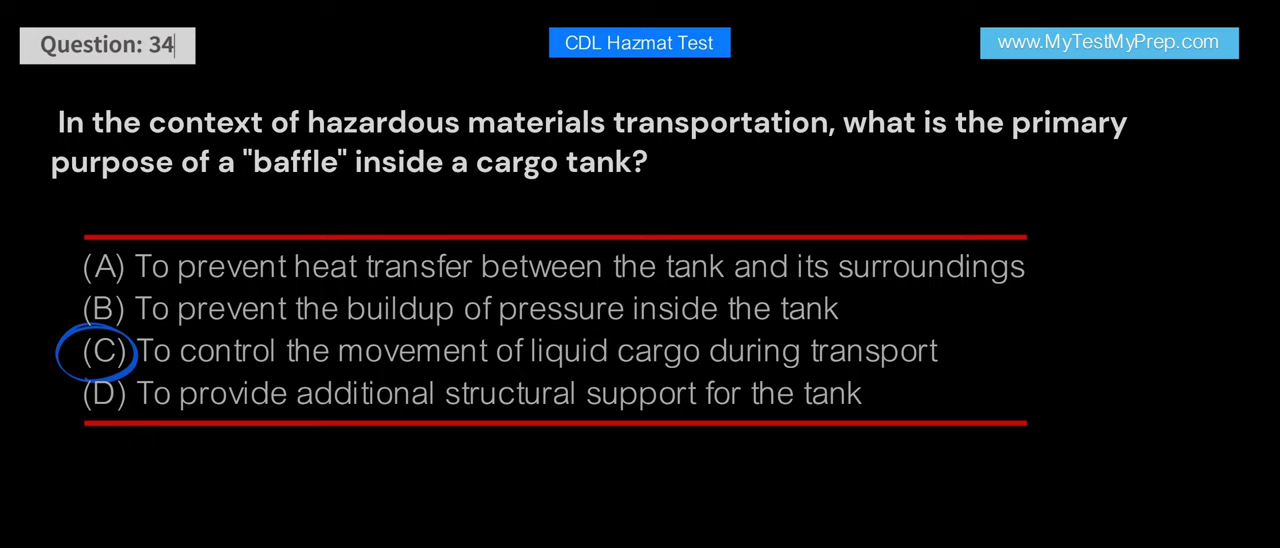 Question: 34
CDL Hazmat Test
www.MyTestMyPrep.com
In the context of hazardous materials transportation, what is the primary
purpose of a "baffle" inside a cargo tank?
(A) To prevent heat transfer between the tank and its surroundings
(B) To prevent the buildup of pressure inside the tank
(C) To control the movement of liquid cargo during transport
(D) To provide additional structural support for the tank